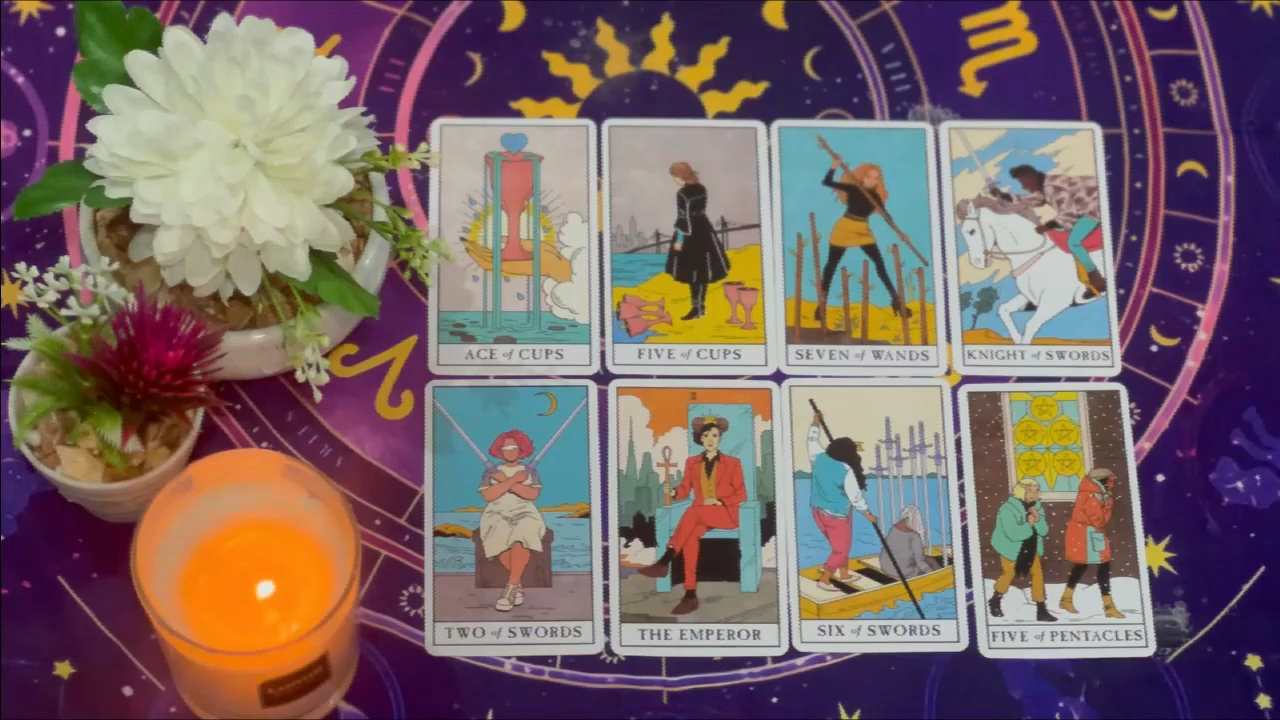 ACE of CUPS
FIVE of CUPS
SEVEN of WANDS
KNIGHT of SWORDS
TWO of SWORDS
THE EMPEROR
SIX of SWORDS
FIVE of PENTACLES